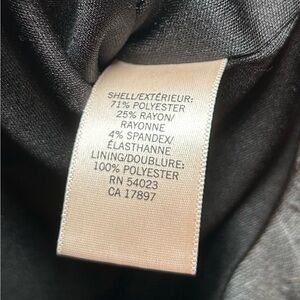 SHELL/EXTÉRIEUR:
71% POLYESTER
25% RAYON/
RAYONNE
4% SPANDEX/
ÉLASTHANNE
LINING/DOUBLURE:
100% POLYESTER
RN 54023
CA 17897